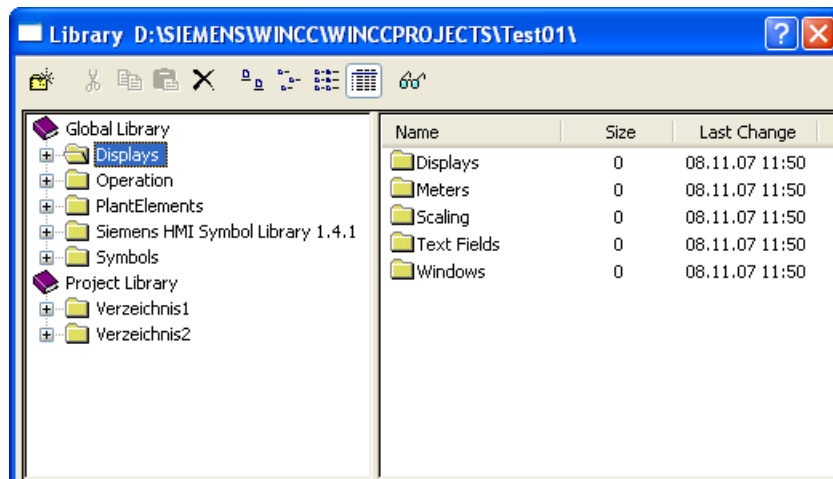 Library D:\SIEMENS\WINCC\WINCCPROJECTS\Test01\
Global Library
Displays
Operation
PlantElements
Siemens HMI Symbol Library 1.4.1
Symbols
Project Library
Verzeichnis1
Verzeichnis2
Name Size Last Change
Displays 0 08.11.07 11:50
Meters 0 08.11.07 11:50
Scaling 0 08.11.07 11:50
Text Fields 0 08.11.07 11:50
Windows 0 08.11.07 11:50